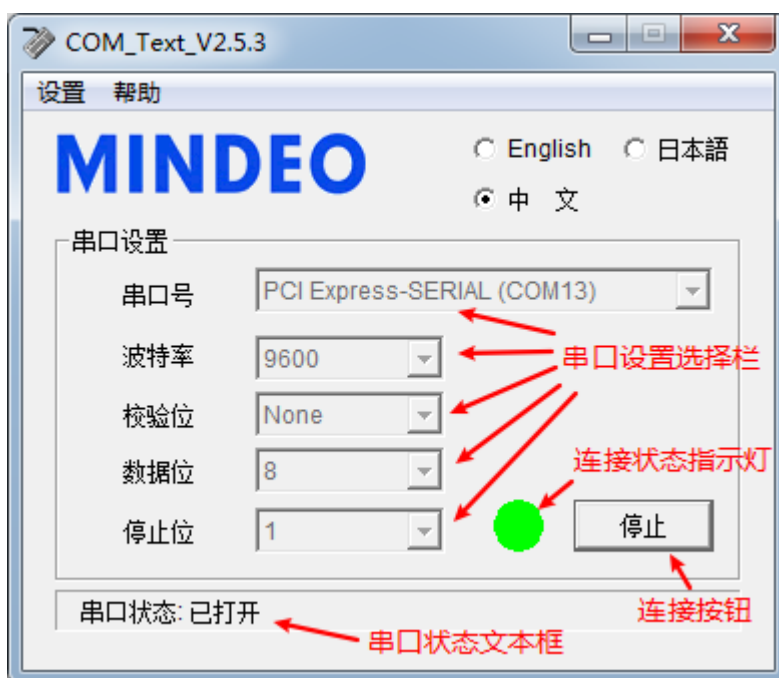 COM_Text_V2.5.3
设置 帮助
MINDEO
English 日本語
中 文
串口设置
串口号 PCI Express-SERIAL (COM13)
波特率 9600
串口设置选择栏
校验位 None
连接状态指示灯
数据位 8
停止位 1 停止
串口状态: 已打开
连接按钮
串口状态文本框